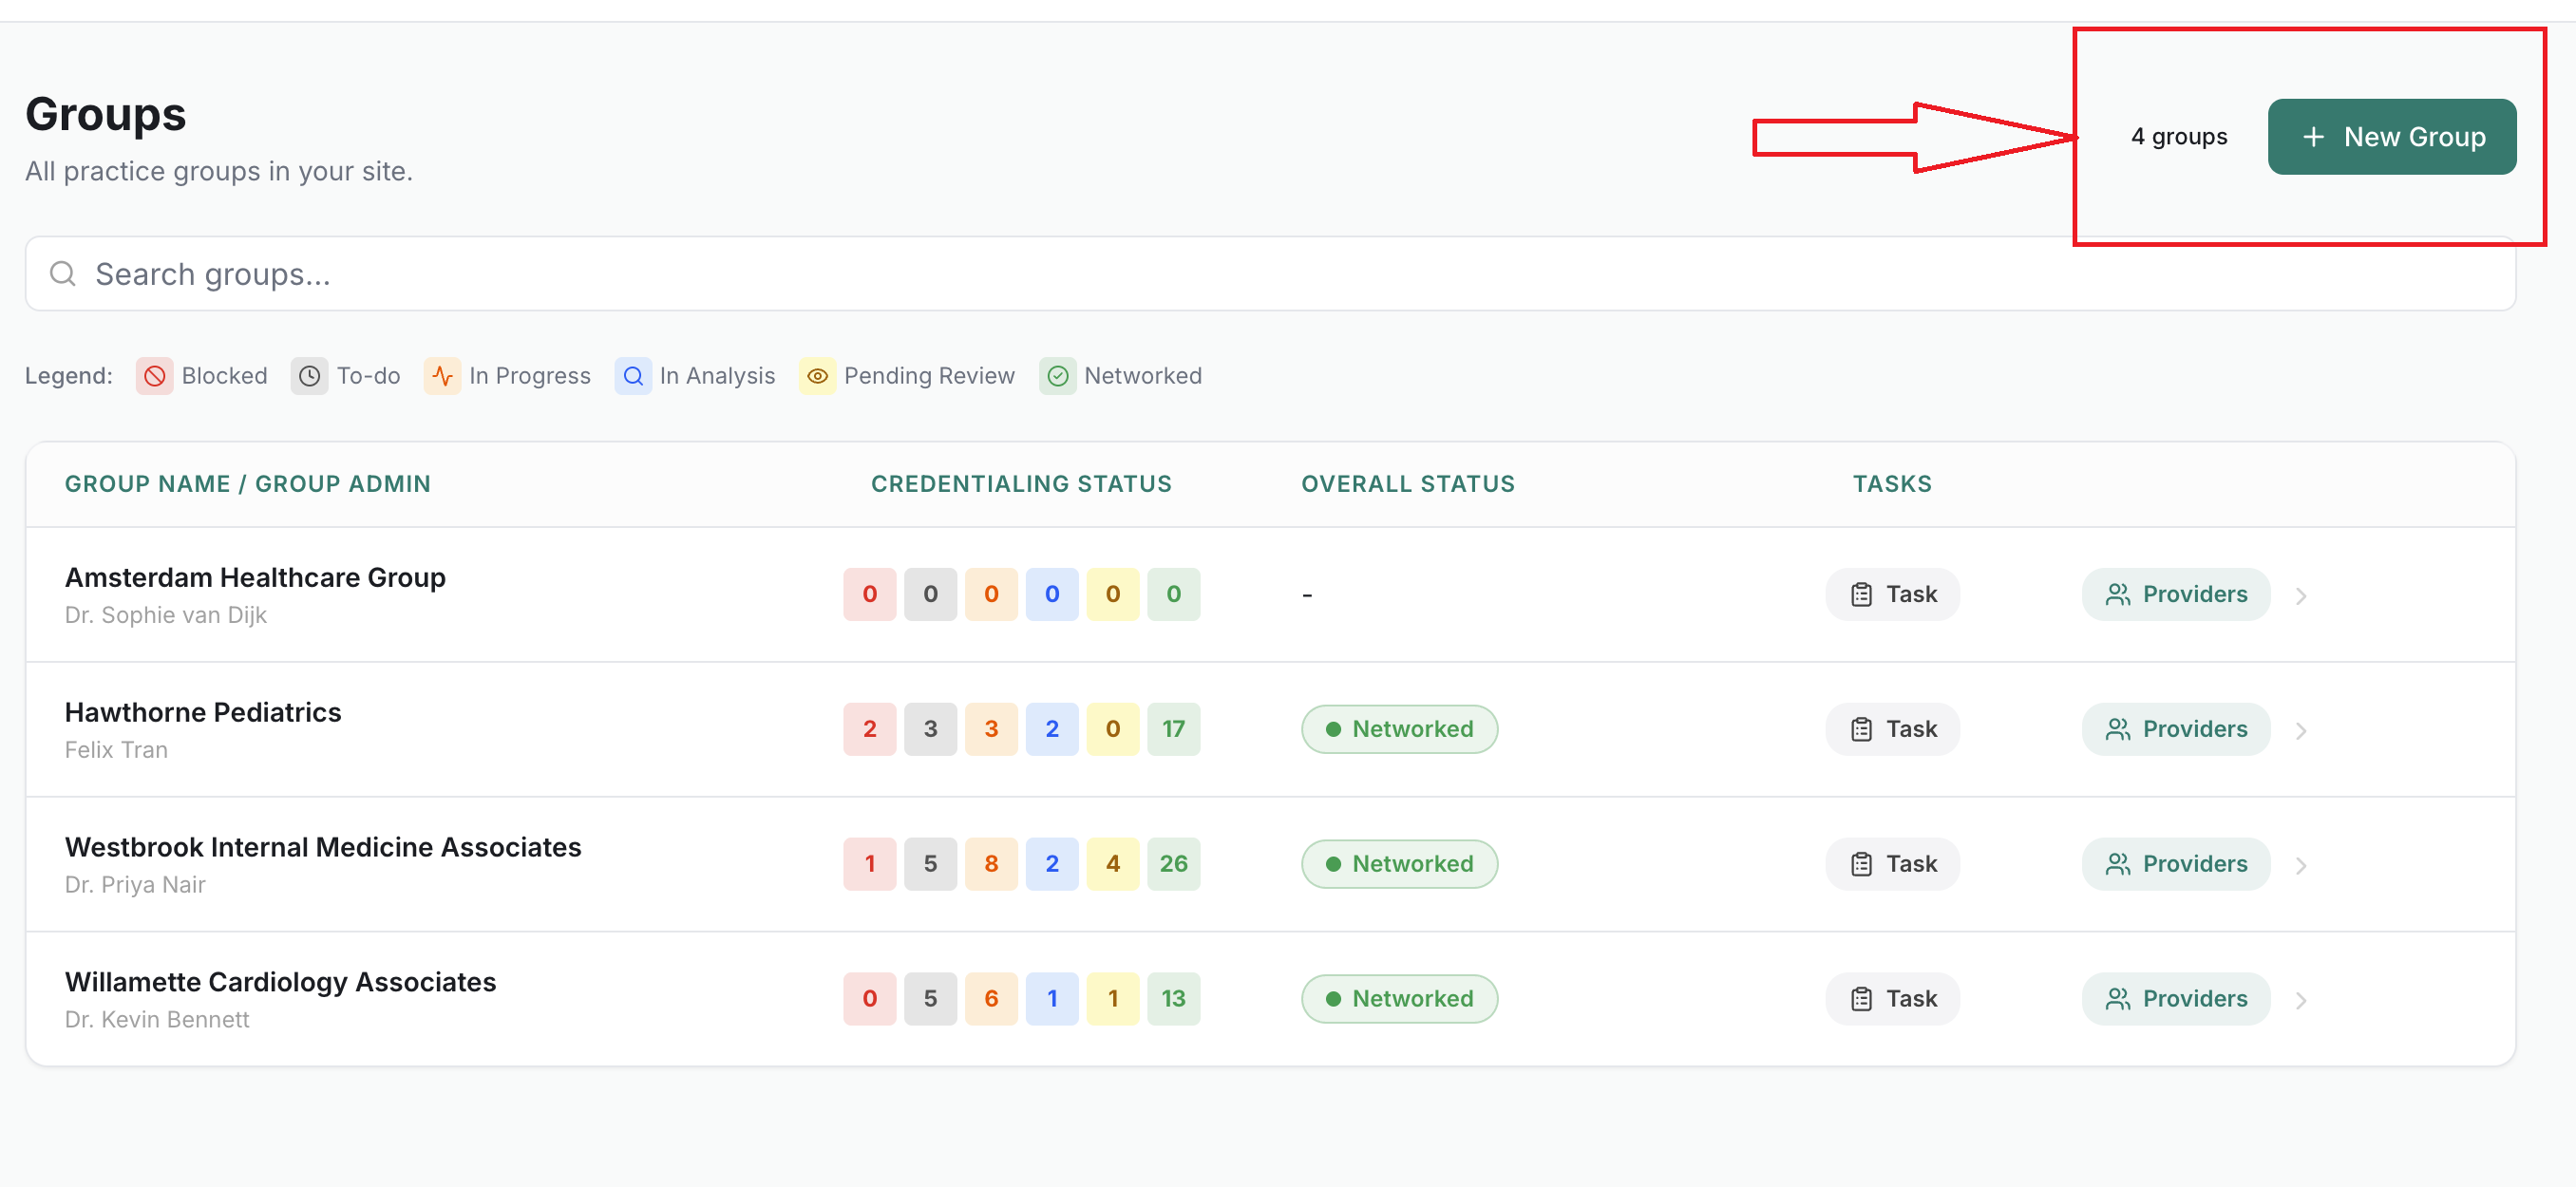 Groups
All practice groups in your site.
4 groups
New Group
Search groups...
Legend: Blocked To-do In Progress In Analysis Pending Review Networked
GROUP NAME / GROUP ADMIN CREDENTIALING STATUS OVERALL STATUS TASKS
Amsterdam Healthcare Group
Dr. Sophie van Dijk
0 0 0 0 0 0 - Task Providers
Hawthorne Pediatrics
Felix Tran
2 3 3 2 0 17 Networked Task Providers
Westbrook Internal Medicine Associates
Dr. Priya Nair
1 5 8 2 4 26 Networked Task Providers
Willamette Cardiology Associates
Dr. Kevin Bennett
0 5 6 1 1 13 Networked Task Providers